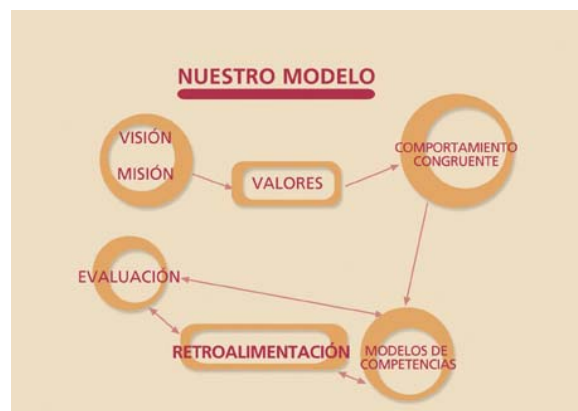 NUESTRO MODELO
VISIÓN
MISIÓN
VALORES
COMPORTAMIENTO
CONGRUENTE
EVALUACIÓN
RETROALIMENTACIÓN
MODELOS DE
COMPETENCIAS